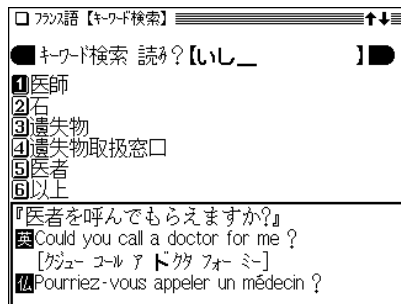 フランス語【キーワード検索】 ↑↓
キーワード検索 読み？【いし_ 】
1医師
2石
3遺失物
4遺失物取扱窓口
5医者
6以上
『医者を呼んでもらえますか?』
英Could you call a doctor for me ?
[クジュー コール ア ドクタ フォー ミー]
仏Pourriez-vous appeler un médecin ?